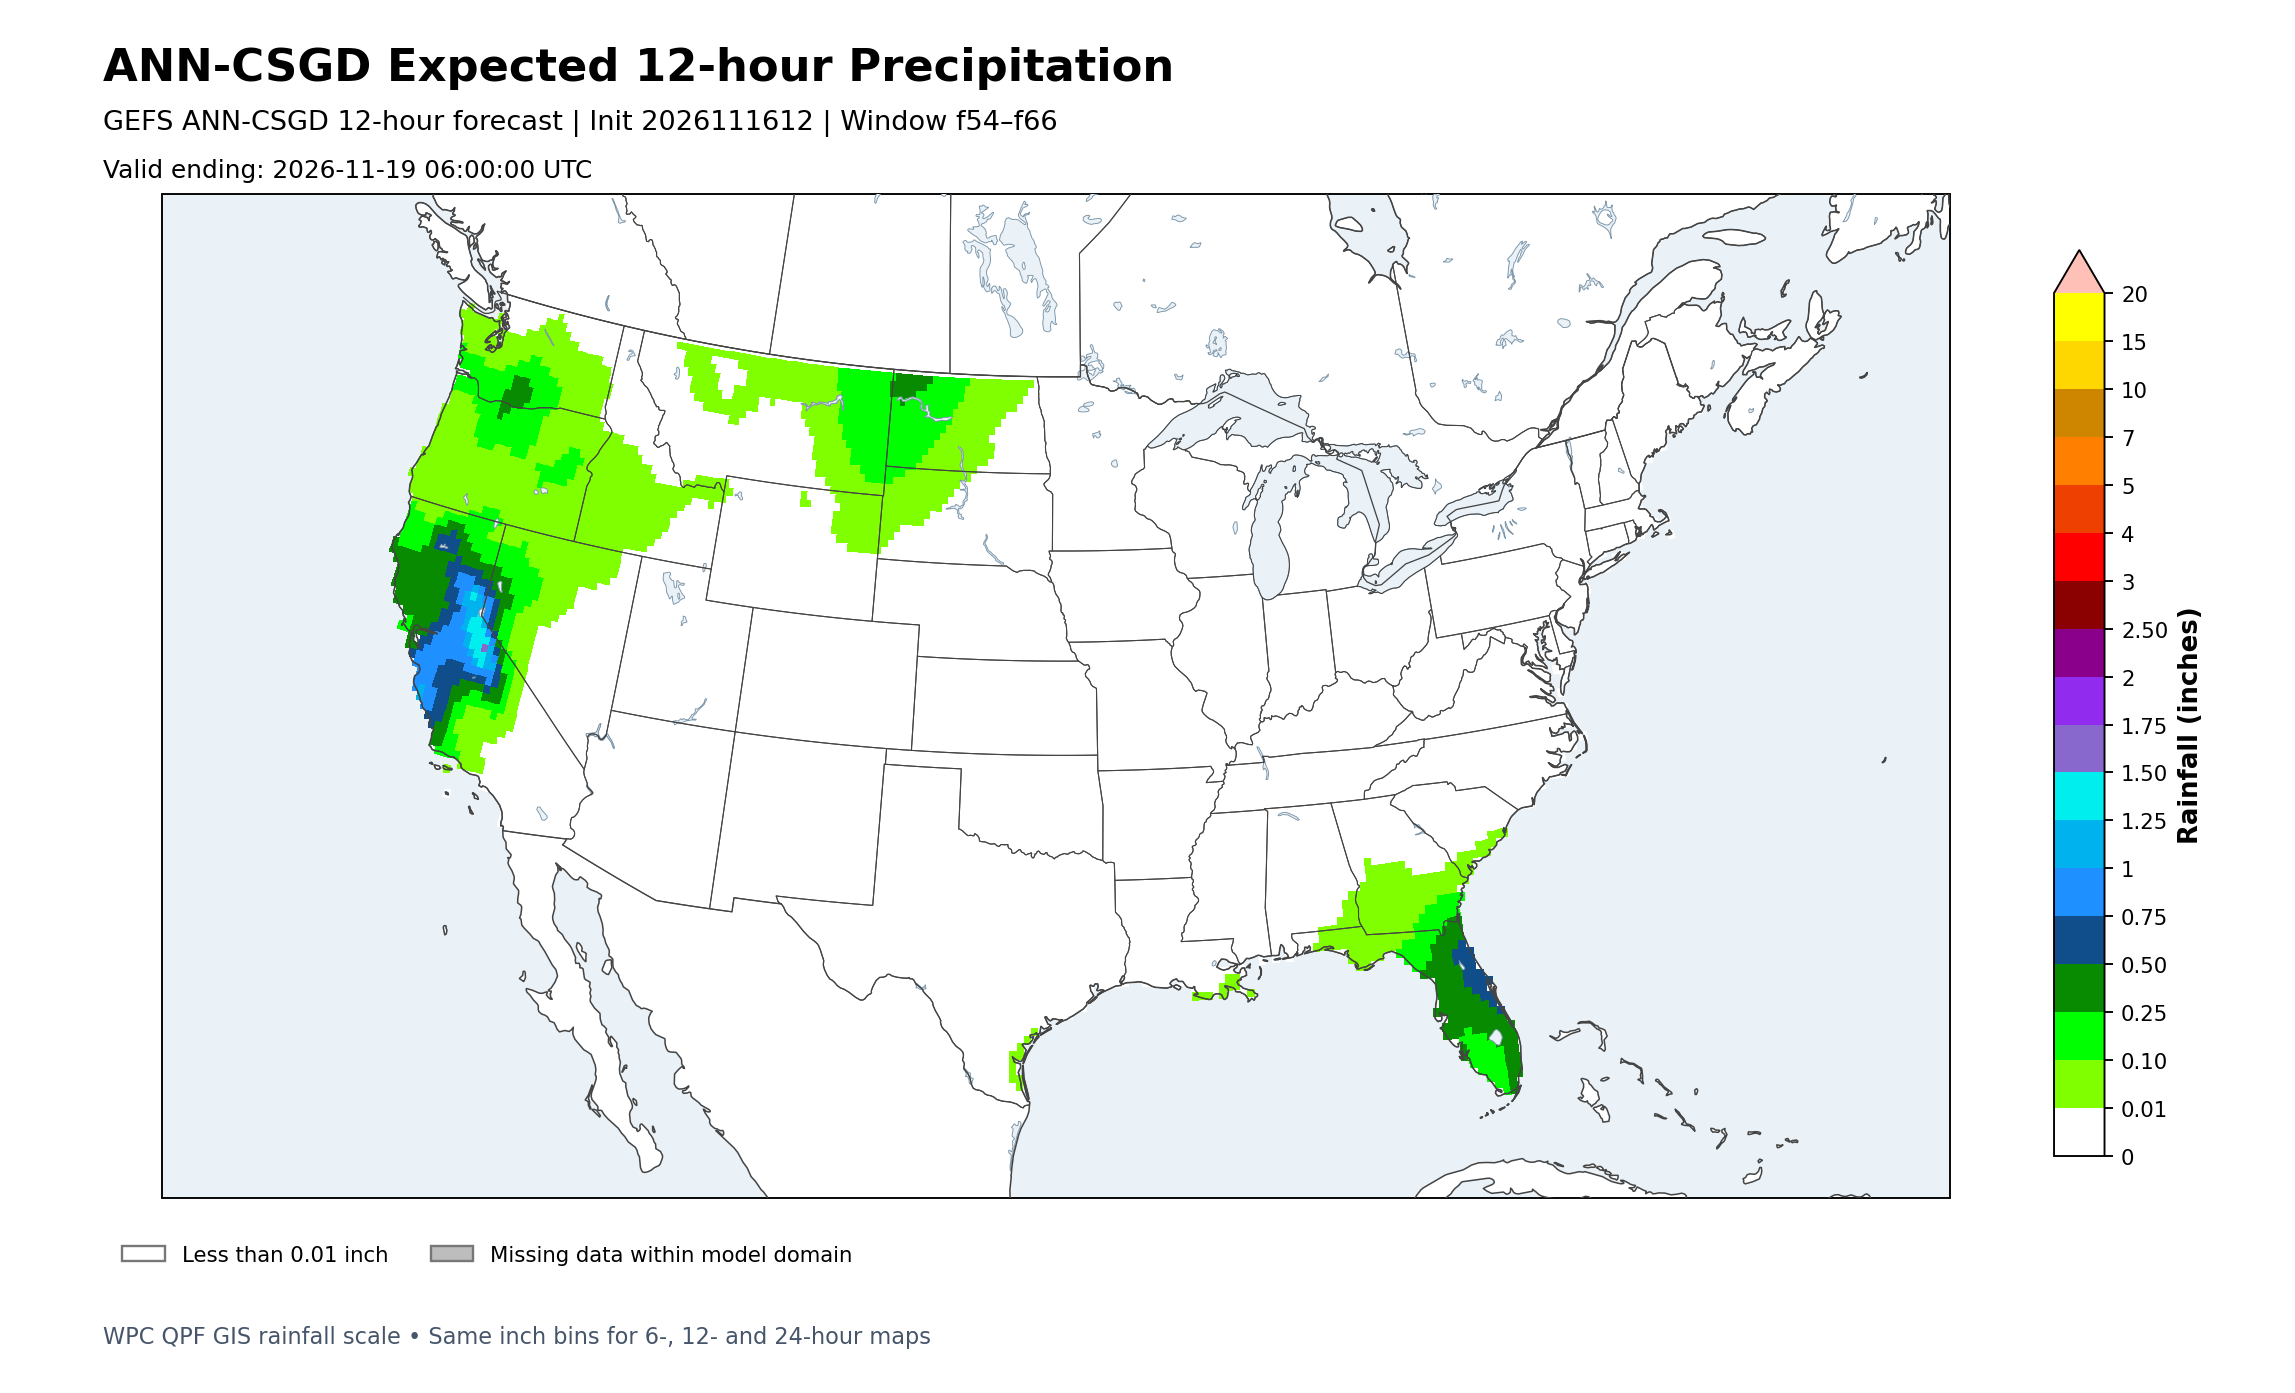 ANN-CSGD Expected 12-hour Precipitation
GEFS ANN-CSGD 12-hour forecast | Init 2026111612 | Window f54–f66
Valid ending: 2026-11-19 06:00:00 UTC
20
15
10
7
5
4
3
2.50
2
1.75
1.50
1.25
1
0.75
0.50
0.25
0.10
0.01
0
Rainfall (inches)
Less than 0.01 inch
Missing data within model domain
WPC QPF GIS rainfall scale • Same inch bins for 6-, 12- and 24-hour maps